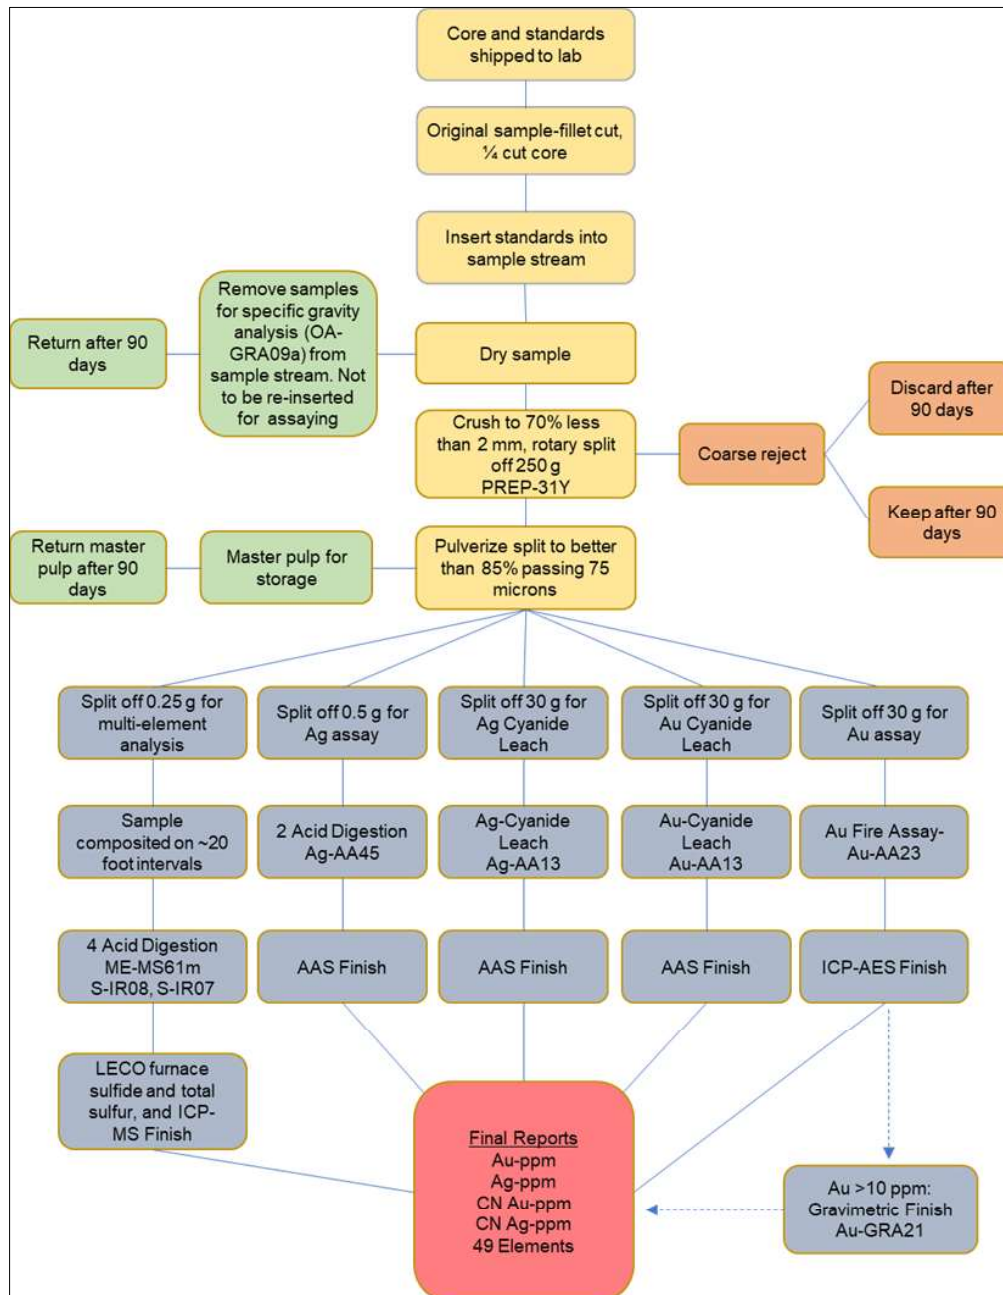 Core and standards
shipped to lab
Original sample-fillet cut,
¼ cut core
Insert standards into
sample stream
Remove samples
for specific gravity
analysis (OA-
GRA09a) from
sample stream. Not
to be re-inserted
for assaying
Return after 90
days
Dry sample
Crush to 70% less
than 2 mm, rotary split
off 250 g
PREP-31Y
Coarse reject
Discard after
90 days
Keep after 90
days
Return master
pulp after 90
days
Master pulp for
storage
Pulverize split to better
than 85% passing 75
microns
Split off 0.25 g for
multi-element
analysis
Split off 0.5 g for
Ag assay
Split off 30 g for
Ag Cyanide
Leach
Split off 30 g for
Au Cyanide
Leach
Split off 30 g for
Au assay
Sample
composited on ~20
foot intervals
2 Acid Digestion
Ag-AA45
Ag-Cyanide
Leach
Ag-AA13
Au-Cyanide
Leach
Au-AA13
Au Fire Assay-
Au-AA23
4 Acid Digestion
ME-MS61m
S-IR08, S-IR07
AAS Finish
AAS Finish
AAS Finish
ICP-AES Finish
LECO furnace
sulfide and total
sulfur, and ICP-
MS Finish
Final Reports
Au-ppm
Ag-ppm
CN Au-ppm
CN Ag-ppm
49 Elements
Au >10 ppm:
Gravimetric Finish
Au-GRA21